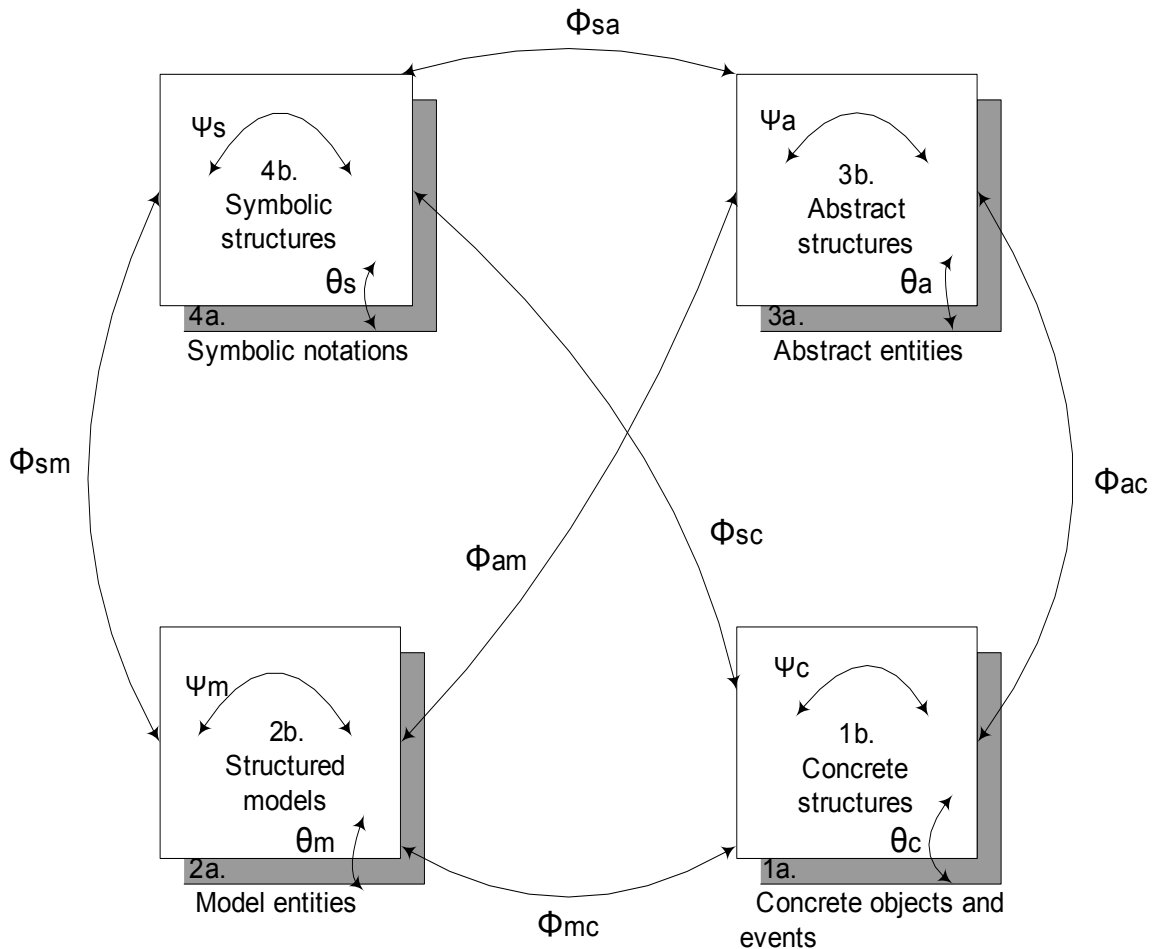 Φsa
Ψs
4b.
Symbolic
structures
θs
4a.
Symbolic notations
Ψa
3b.
Abstract
structures
θa
3a.
Abstract entities
Φsm
Φam
Φsc
Φac
Ψm
2b.
Structured
models
θm
2a.
Model entities
Ψc
1b.
Concrete
structures
θc
1a.
Concrete objects and
events
Φmc